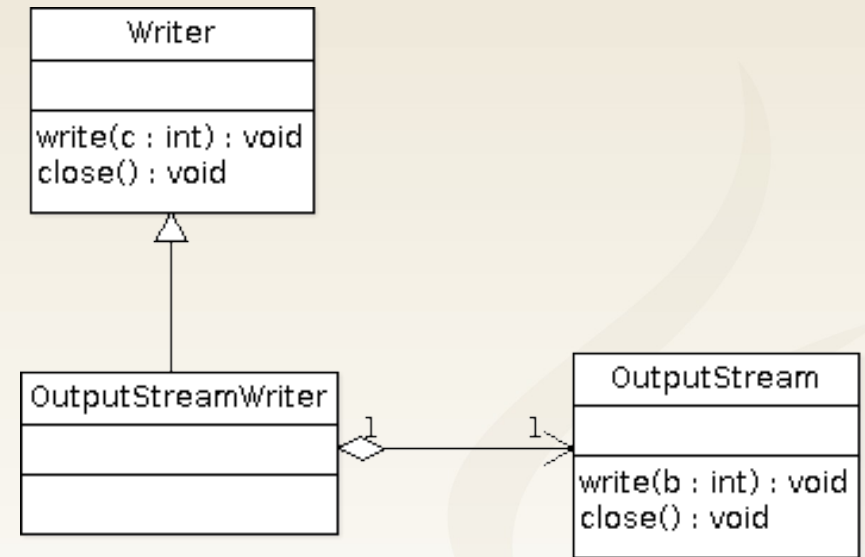 Writer
write(c : int) : void
close() : void
OutputStreamWriter
1
1
OutputStream
write(b : int) : void
close() : void